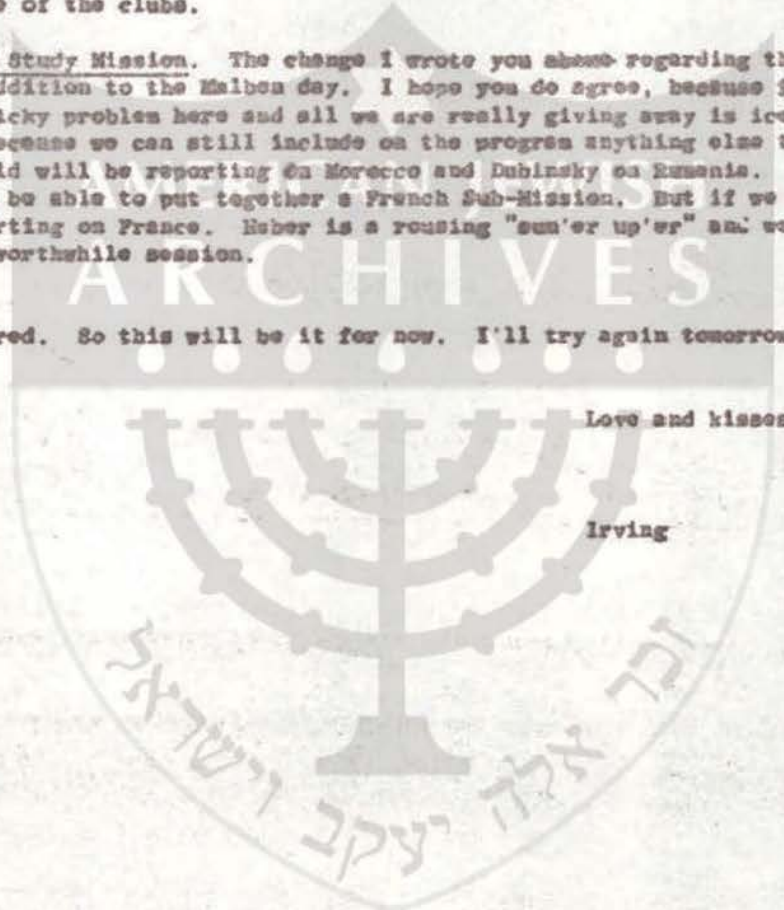 of the clubs.
Study Mission. The change I wrote you regarding
addition to the Malben day. I hope you do agree, because
icky problem here and all we are really giving away is
because we can still include on the program anything else
ld will be reporting on Morocco and Dubinsky on Rumania.
be able to put together a French Sub-Mission. But if we
rting on France. Haber is a rousing "sum'er up'er" and
worthwhile session.
AMERICAN JEWISH
ARCHIVES
red. So this will be it for now. I'll try again tomorrow
Love and kisses
Irving
זכר אלה יעקב וישראל